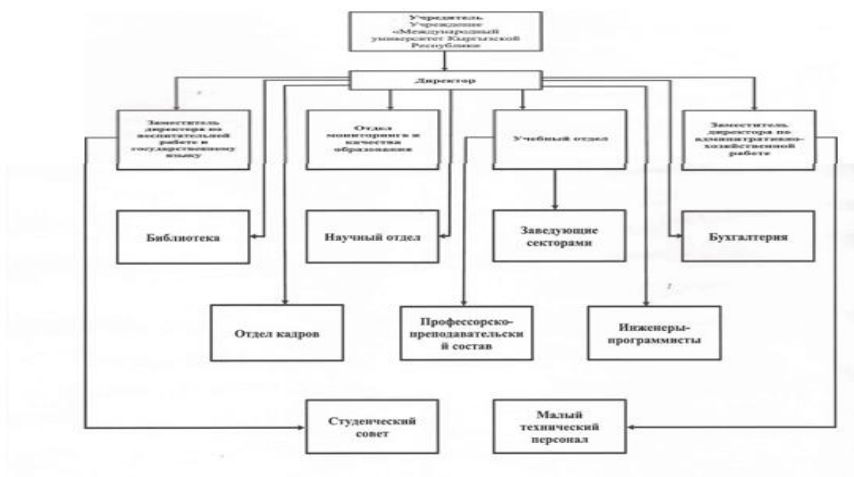 Учредитель
Учреждение
«Международный
университет Кыргызской
Республики
Директор
Заместитель
директора по
воспитательной
работе и
государственному
языку
Отдел
мониторинга и
качества
образования
Учебный отдел
Заместитель
директора по
административно-
хозяйственной
работе
Библиотека
Научный отдел
Заведующие
секторами
Бухгалтерия
Отдел кадров
Профессорско-
преподавательски
й состав
Инженеры-
программисты
Студенческий
совет
Малый
технический
персонал